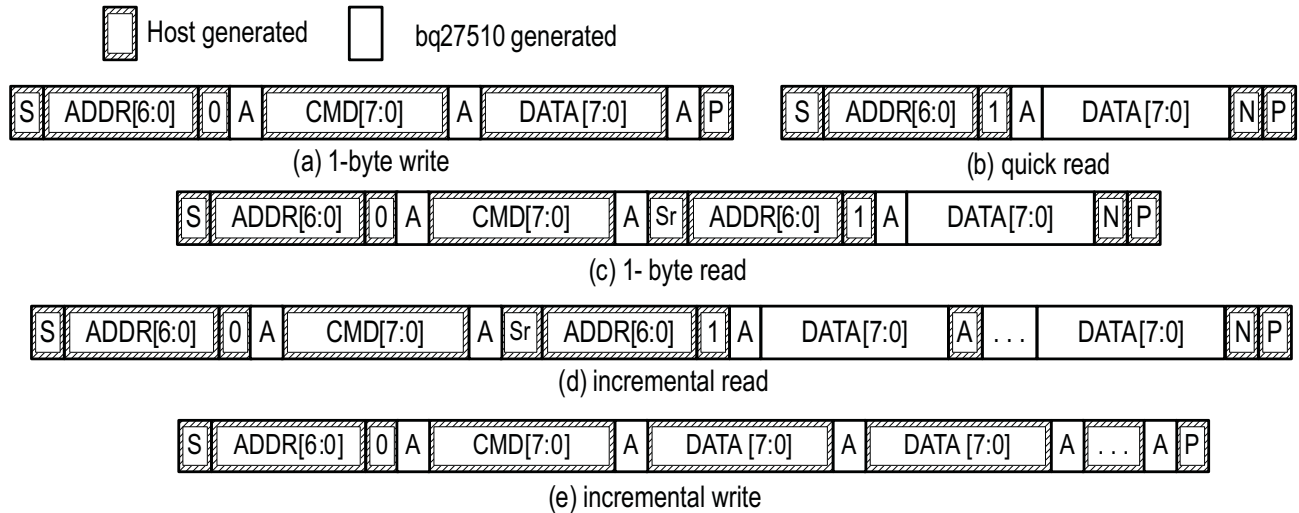 Host generated bq27510 generated
S ADDR[6:0] 0 A CMD[7:0] A DATA[7:0] A P S ADDR[6:0] 1 A DATA[7:0] N P
(a) 1-byte write (b) quick read
S ADDR[6:0] 0 A CMD[7:0] A Sr ADDR[6:0] 1 A DATA[7:0] N P
(c) 1- byte read
S ADDR[6:0] 0 A CMD[7:0] A Sr ADDR[6:0] 1 A DATA[7:0] A . . . DATA[7:0] N P
(d) incremental read
S ADDR[6:0] 0 A CMD[7:0] A DATA [7:0] A DATA [7:0] A . . . A P
(e) incremental write